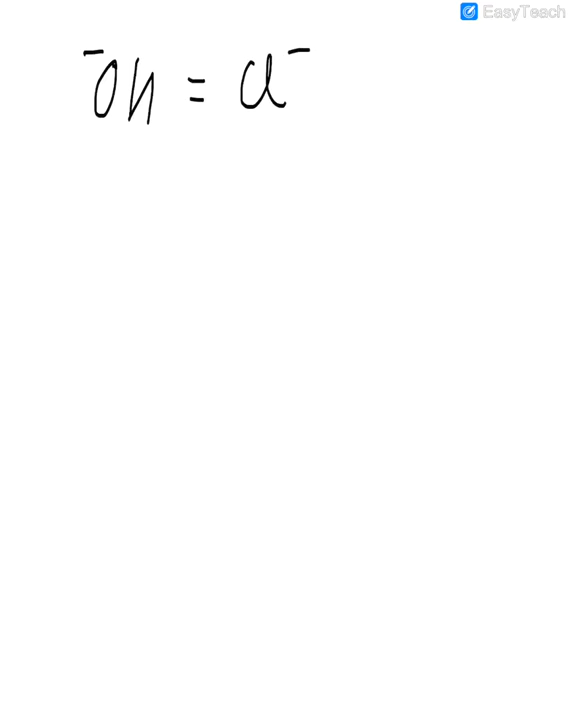 EasyTeach
⁻OH = Cl⁻